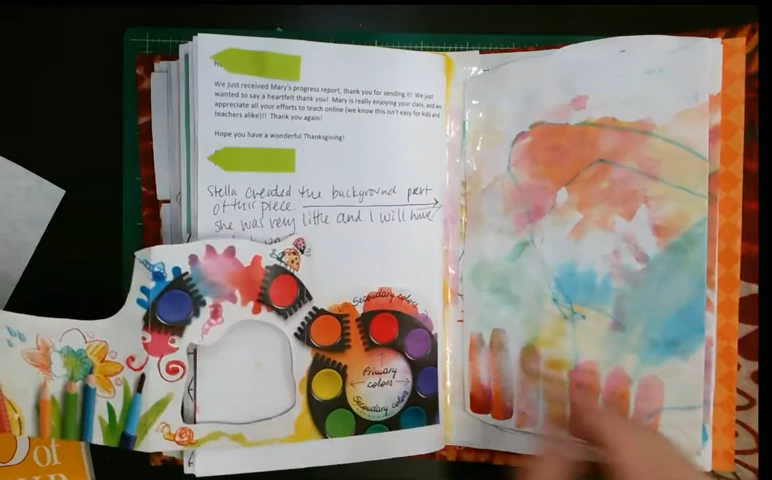 We just received Mary's progress report, thank you for sending it! We just
wanted to say a heartfelt thank you! Mary is really enjoying your class, and we
appreciate all your efforts to teach online (we know this isn't easy for kids and
teachers alike)!! Thank you again!
Hope you have a wonderful Thanksgiving!
Stella created the background part
of this piece
she was very little and I will have
Secondary colors
Primary
colors
Secondary colors
of